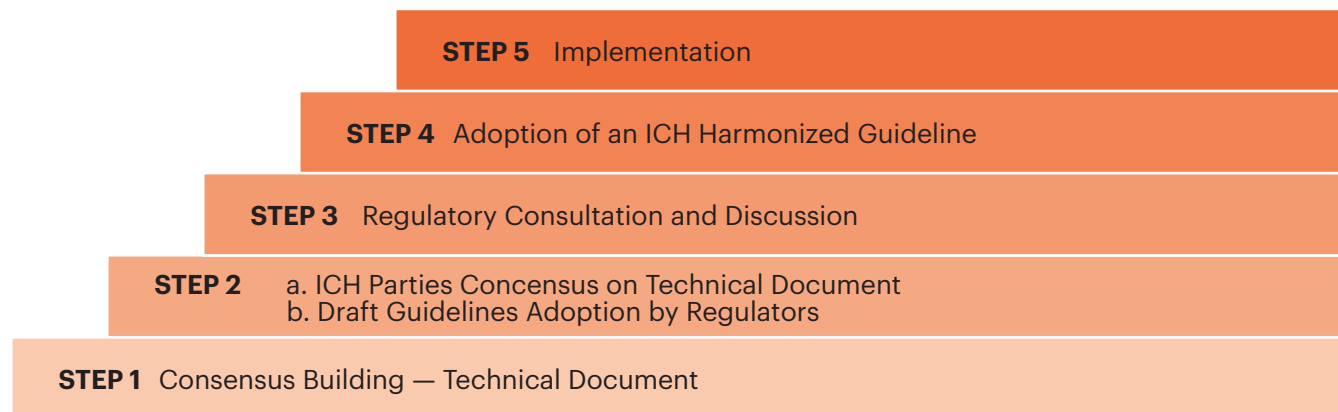 STEP 5 Implementation
STEP 4 Adoption of an ICH Harmonized Guideline
STEP 3 Regulatory Consultation and Discussion
STEP 2 a. ICH Parties Concensus on Technical Document
b. Draft Guidelines Adoption by Regulators
STEP 1 Consensus Building — Technical Document